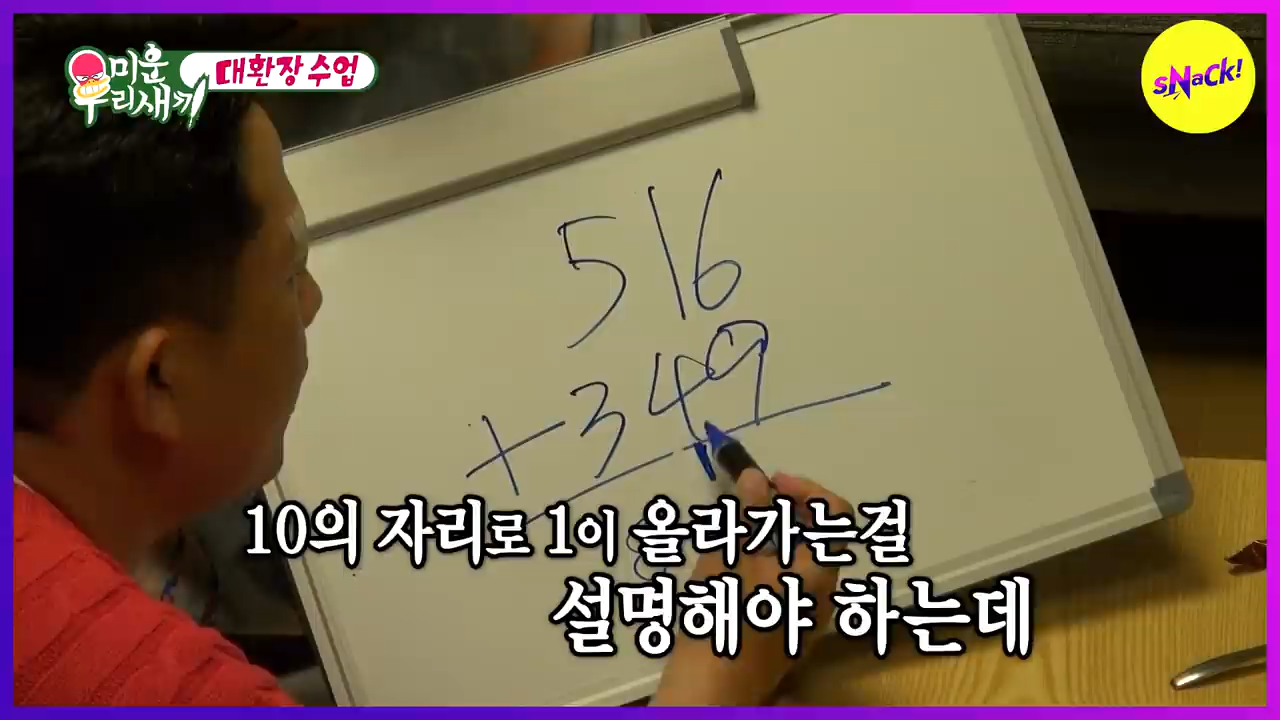 미운
우리새끼
대환장 수업
sNacK!
516
+349
10의 자리로 1이 올라가는걸
설명해야 하는데